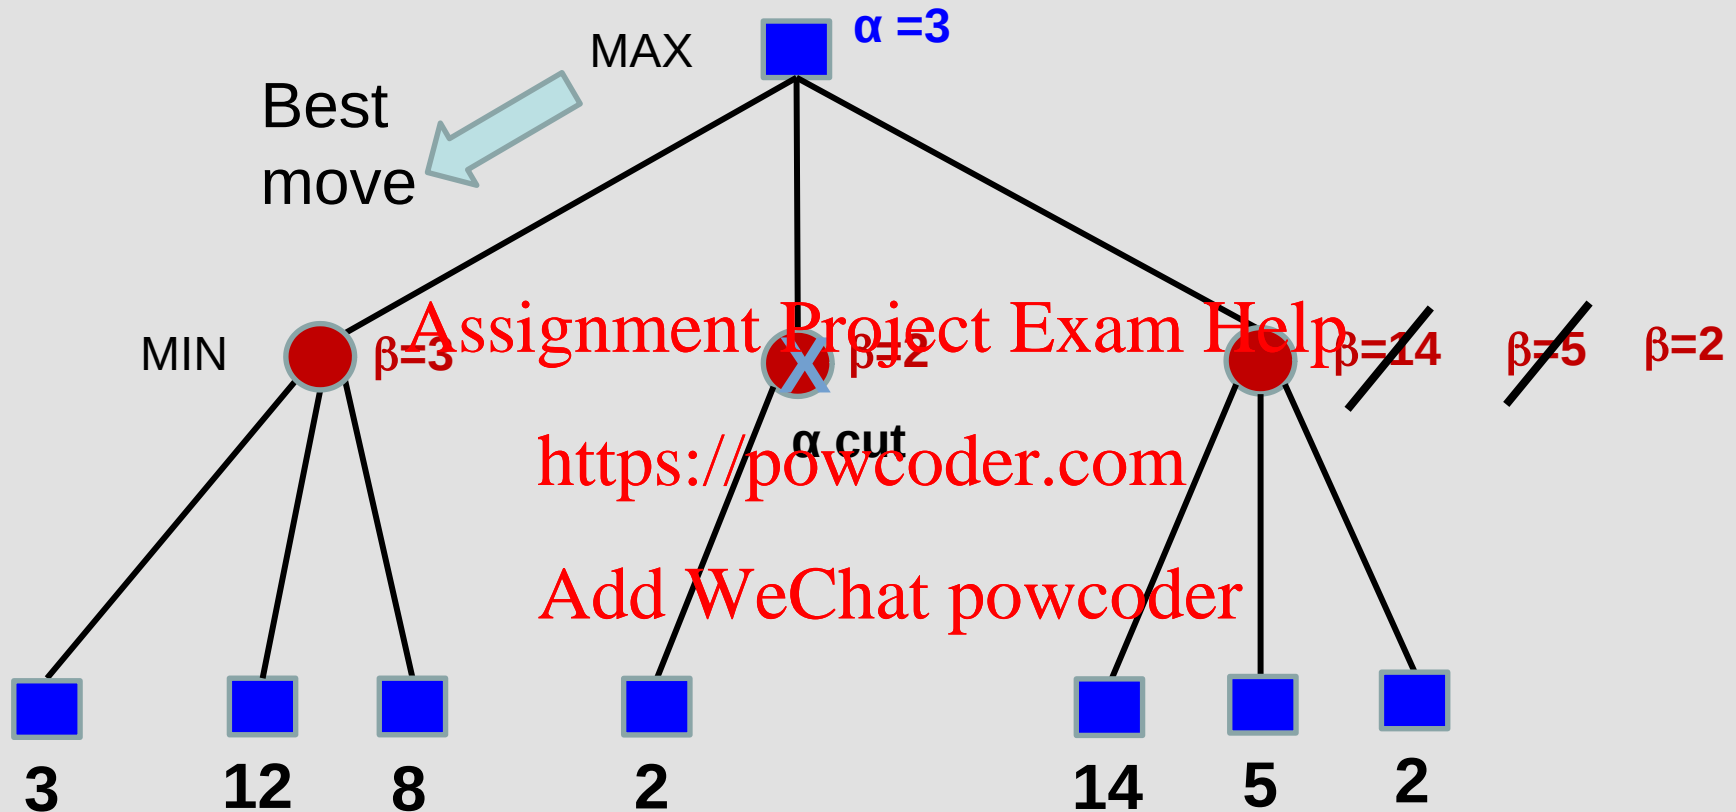 α =3
MAX
Best
move
MIN
β=3
β=2
β=14
β=5
β=2
Assignment Project Exam Help
α cut
https://powcoder.com
Add WeChat powcoder
3
12
8
2
14
5
2
X